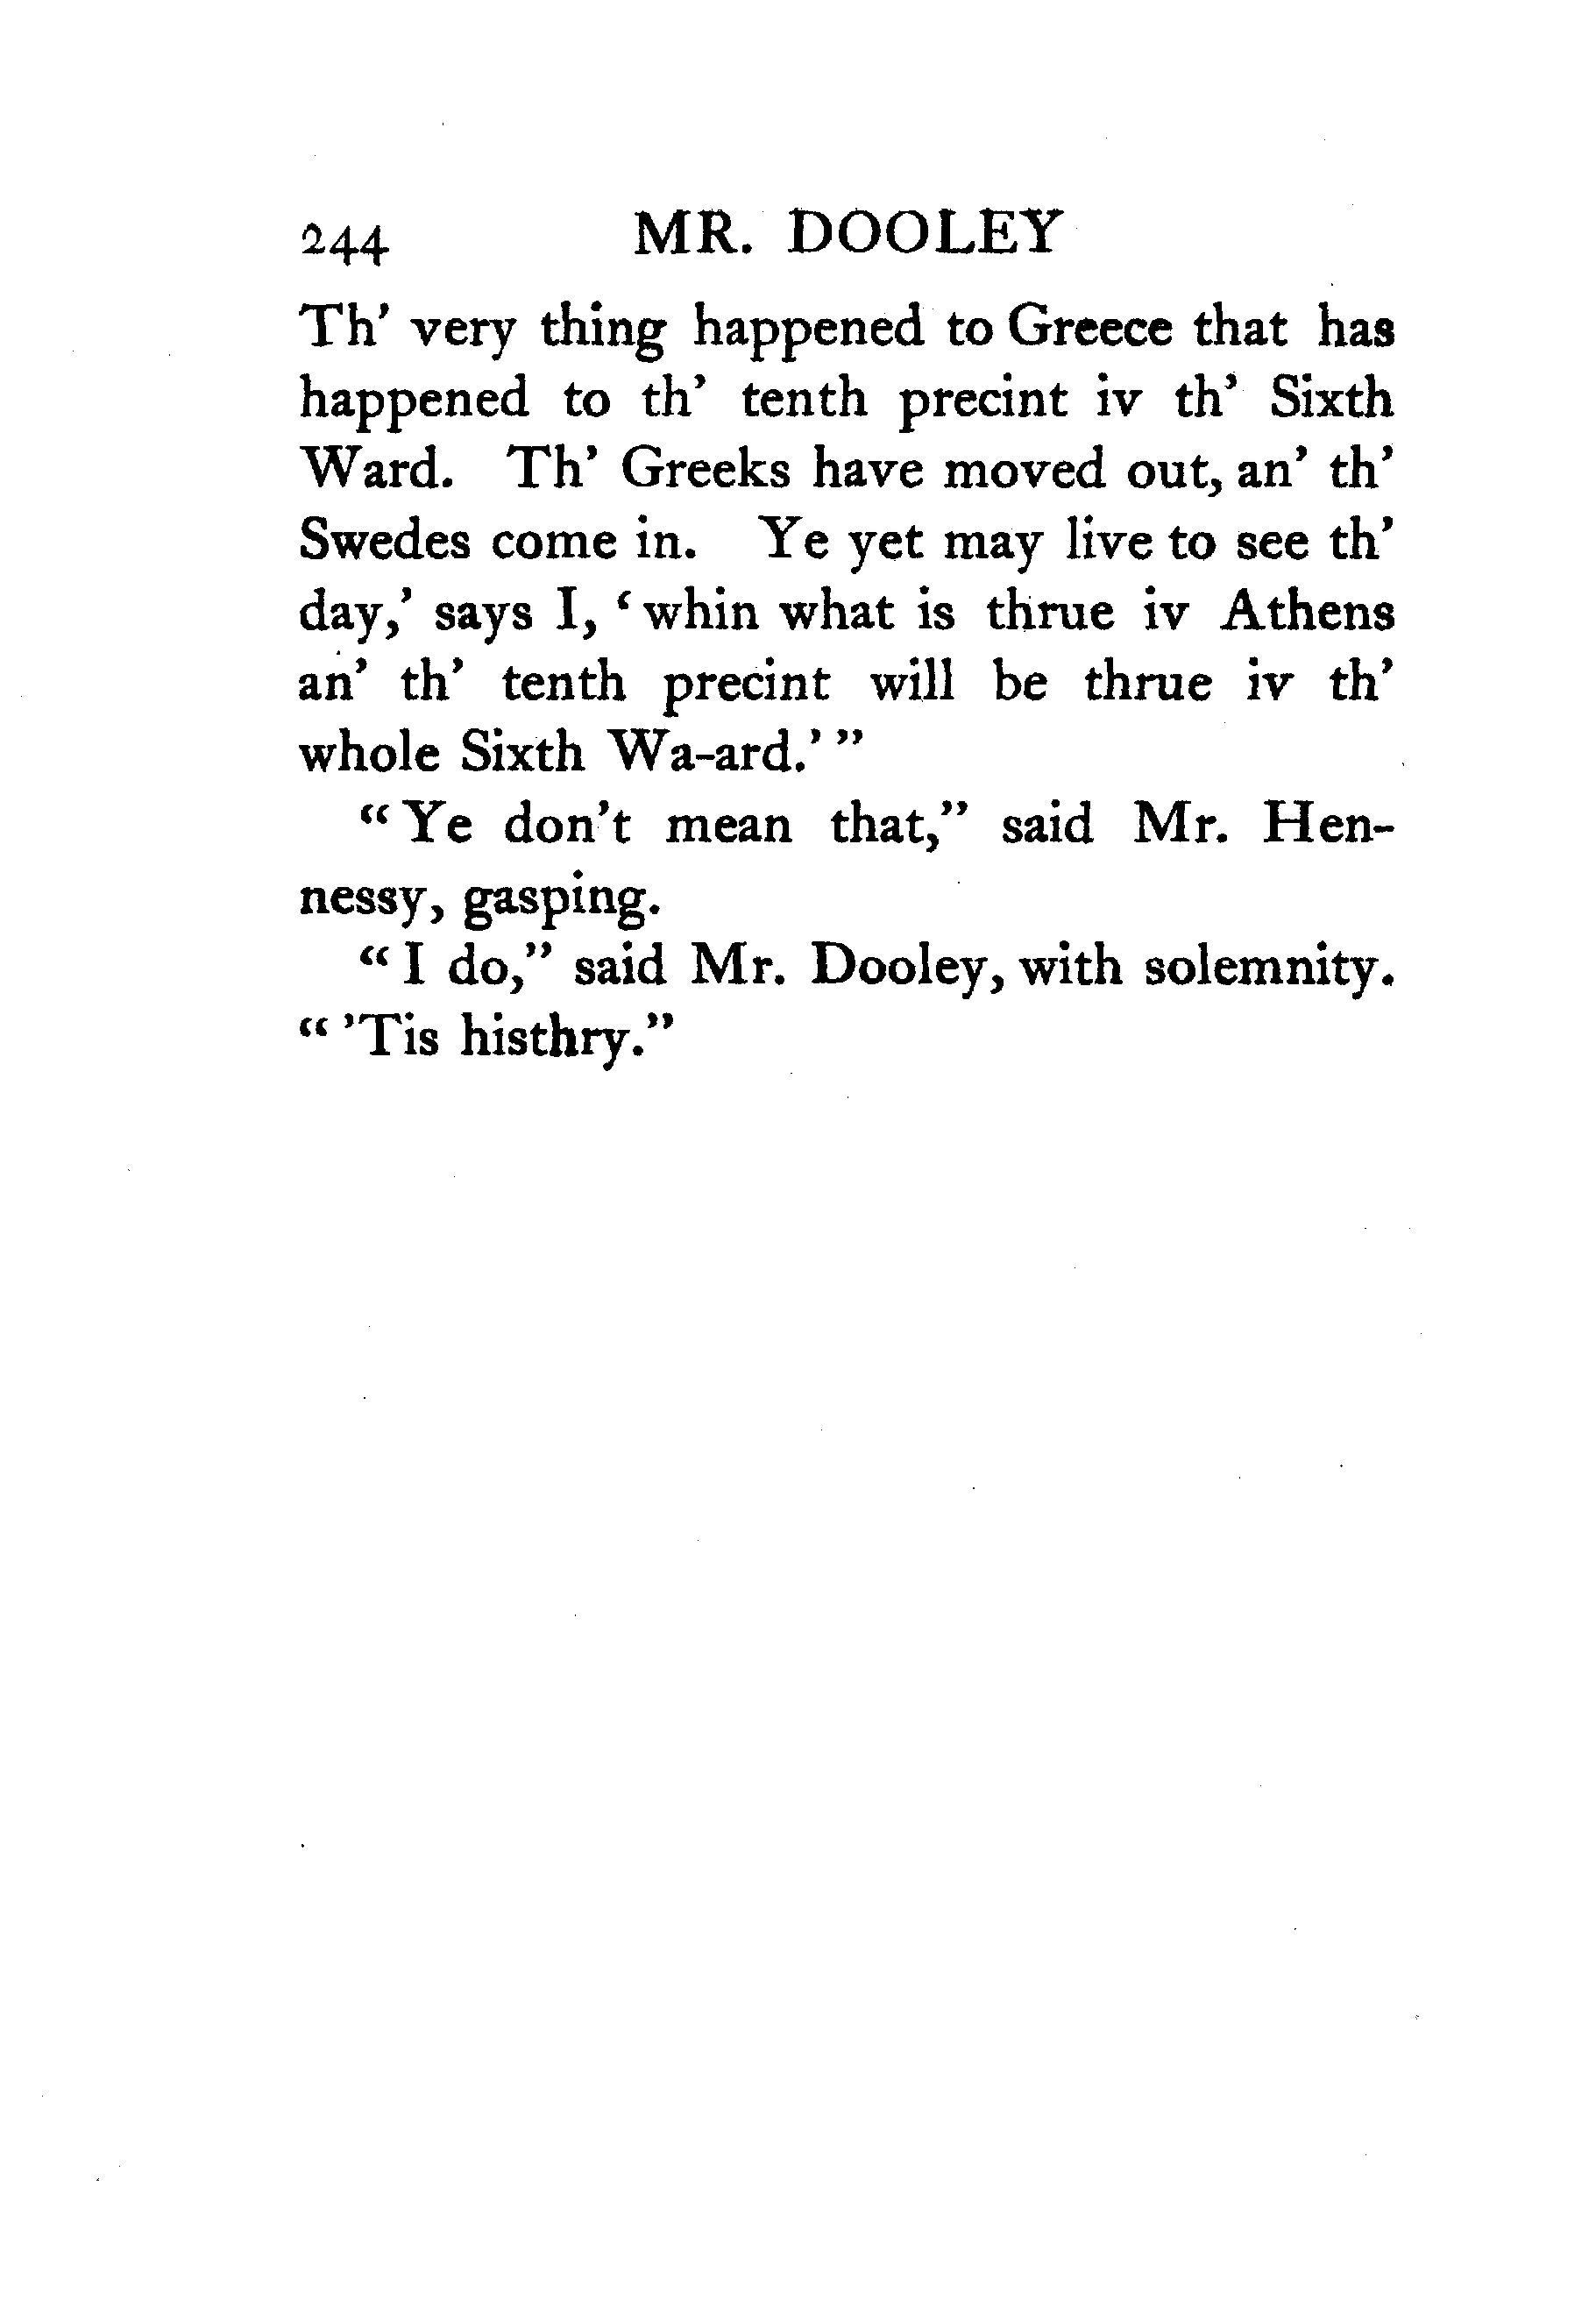 244 MR. DOOLEY
Th' very thing happened to Greece that has
happened to th' tenth precint iv th' Sixth
Ward. Th' Greeks have moved out, an' th'
Swedes come in. Ye yet may live to see th'
day,' says I, ' whin what is thrue iv Athens
an' th' tenth precint will be thrue iv th'
whole Sixth Wa-ard.' "
" Ye don't mean that," said Mr. Hen-
nessy, gasping.
" I do," said Mr. Dooley, with solemnity.
" 'Tis histhry."